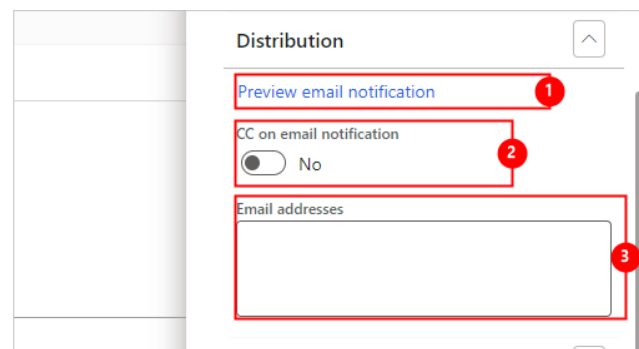 Distribution
Preview email notification
1
CC on email notification
2
No
Email addresses
3